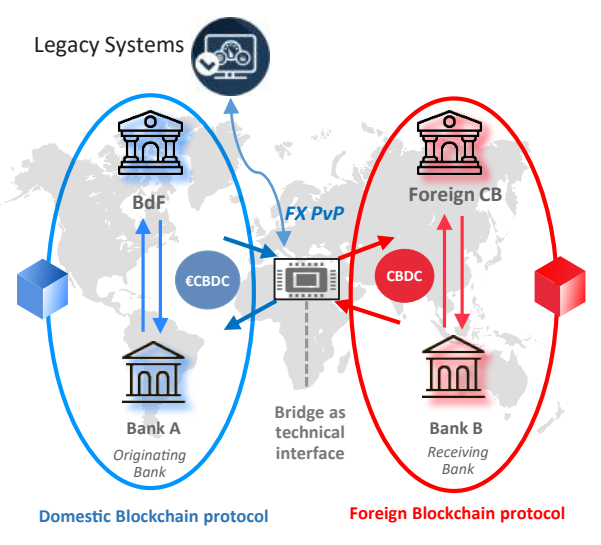 Legacy Systems
BdF
Foreign CB
FX PvP
€CBDC
CBDC
Bank A
Originating
Bank
Bridge as
technical
interface
Bank B
Receiving
Bank
Domestic Blockchain protocol
Foreign Blockchain protocol